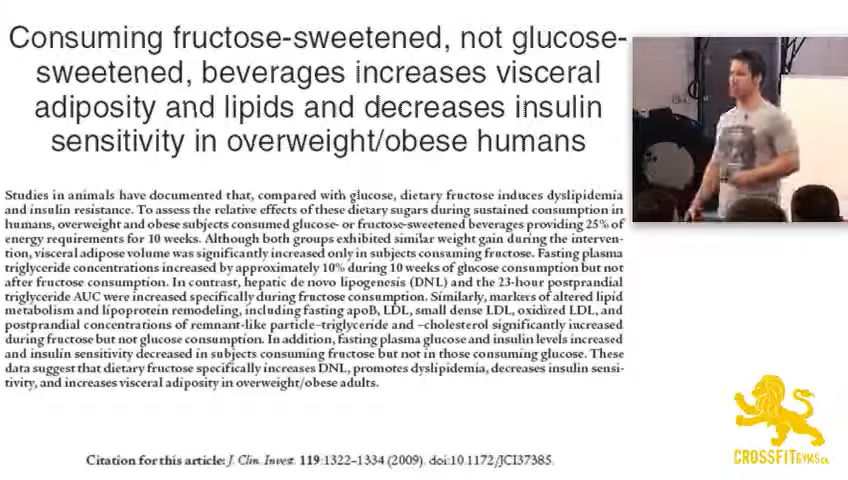 Consuming fructose-sweetened, not glucose-
sweetened, beverages increases visceral
adiposity and lipids and decreases insulin
sensitivity in overweight/obese humans
Studies in animals have documented that, compared with glucose, dietary fructose induces dyslipidemia
and insulin resistance. To assess the relative effects of these dietary sugars during sustained consumption in
humans, overweight and obese subjects consumed glucose- or fructose-sweetened beverages providing 25% of
energy requirements for 10 weeks. Although both groups exhibited similar weight gain during the interven-
tion, visceral adipose volume was significantly increased only in subjects consuming fructose. Fasting plasma
triglyceride concentrations increased by approximately 10% during 10 weeks of glucose consumption but not
after fructose consumption. In contrast, hepatic de novo lipogenesis (DNL) and the 23-hour postprandial
triglyceride AUC were increased specifically during fructose consumption. Similarly, markers of altered lipid
metabolism and lipoprotein remodeling, including fasting apoB, LDL, small dense LDL, oxidized LDL, and
postprandial concentrations of remnant-like particle–triglyceride and –cholesterol significantly increased
during fructose but not glucose consumption. In addition, fasting plasma glucose and insulin levels increased
and insulin sensitivity decreased in subjects consuming fructose but not in those consuming glucose. These
data suggest that dietary fructose specifically increases DNL, promotes dyslipidemia, decreases insulin sensi-
tivity, and increases visceral adiposity in overweight/obese adults.
Citation for this article: J. Clin. Invest. 119:1322–1334 (2009). doi:10.1172/JCI37385.
CROSSFIT